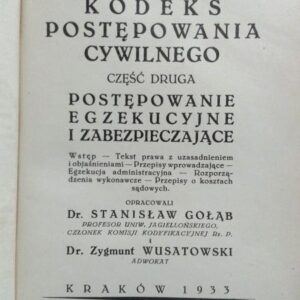 KODEKS
POSTĘPOWANIA
CYWILNEGO
CZĘŚĆ DRUGA
POSTĘPOWANIE
EGZEKUCYJNE
I ZABEZPIECZAJĄCE
Wstęp — Tekst prawa z uzasadnieniem
i objaśnieniami — Przepisy wprowadzające —
Egzekucja administracyjna — Rozporzą-
dzenia wykonawcze — Przepisy o kosztach
sądowych.
OPRACOWALI
Dr. STANISŁAW GOŁĄB
PROFESOR UNIW. JAGIELLOŃSKIEGO,
CZŁONEK KOMISJI KODYFIKACYJNEJ Rz. P.
I
Dr. Zygmunt WUSATOWSKI
ADWOKAT
KRAKÓW 1933